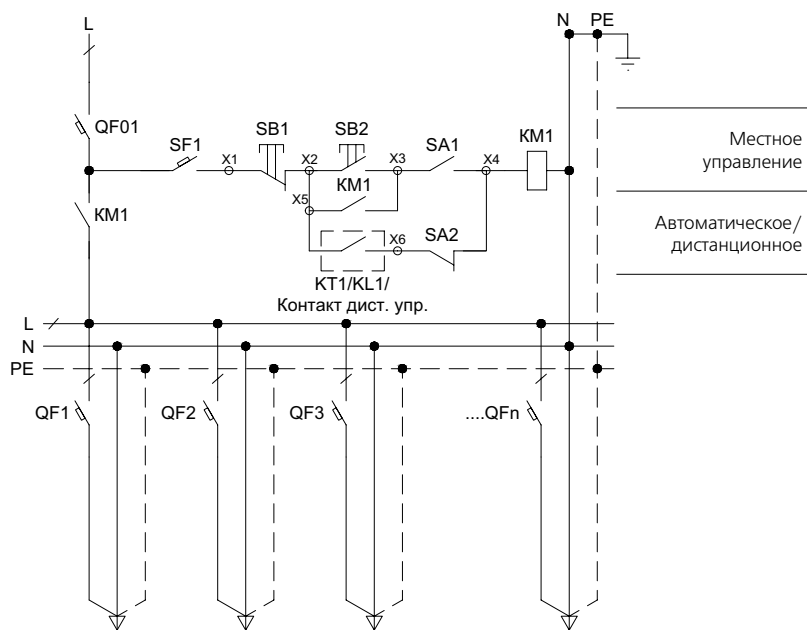 L
N PE
QF01
SF1
SB1
SB2
SA1
KM1
X1
X2
X3
X4
Местное
управление
KM1
KM1
X5
X6
SA2
Автоматическое/
дистанционное
KT1/KL1/
Контакт дист. упр.
L
N
PE
QF1
QF2
QF3
....QFn